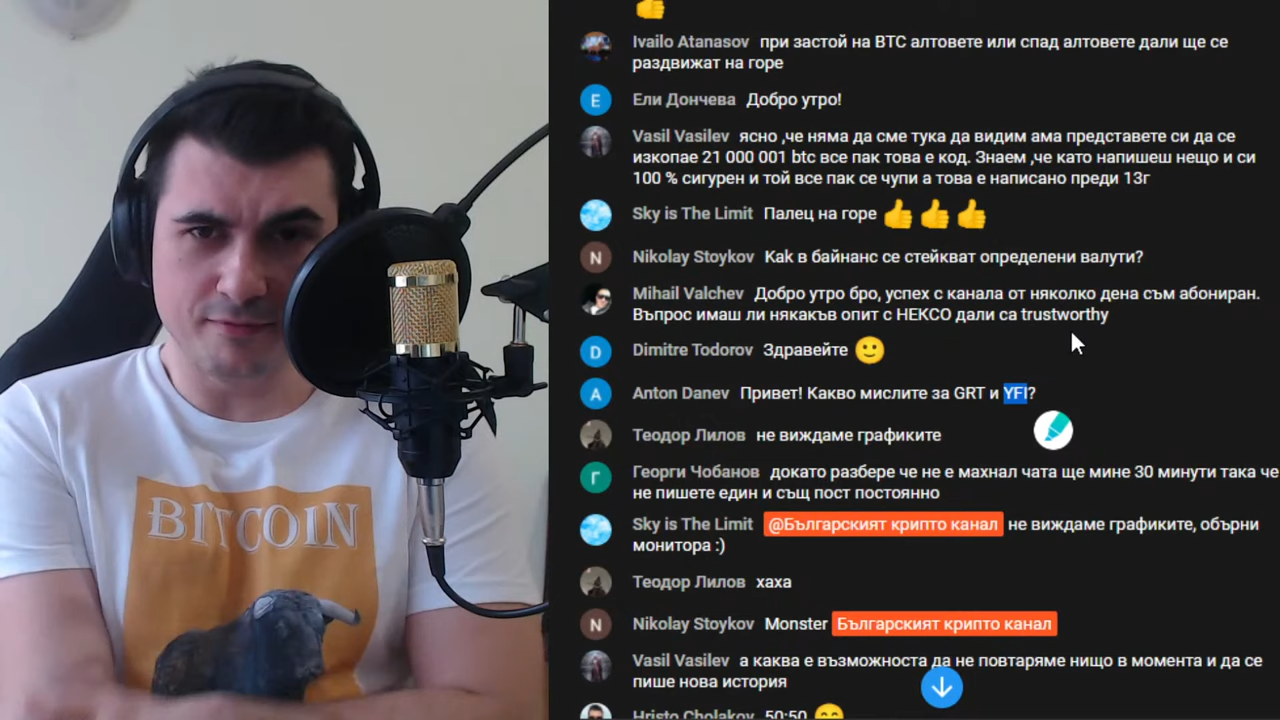 BITCOIN
Ivailo Atanasov при застой на BTC алтовете или спад алтовете дали ще се
раздвижат на горе
Е Ели Дончева Добро утро!
Vasil Vasilev ясно ,че няма да сме тука да видим ама представете си да се
изкопае 21 000 001 btc все пак това е код. Знаем ,че като напишеш нещо и си
100 % сигурен и той все пак се чупи а това е написано преди 13г
Sky is The Limit Палец на горе 👍👍👍
N Nikolay Stoykov Как в байнанс се стейкват определени валути?
Mihail Valchev Добро утро бро, успех с канала от няколко дена съм абониран.
Въпрос имаш ли някакъв опит с НЕКСО дали са trustworthy
D Dimitre Todorov Здравейте 🙂
A Anton Danev Привет! Какво мислите за GRT и YFI?
Теодор Лилов не виждаме графиките
Г Георги Чобанов докато разбере че не е махнал чата ще мине 30 минути така че
не пишете един и същ пост постоянно
Sky is The Limit @Българският крипто канал не виждаме графиките, обърни
монитора :)
Теодор Лилов хаха
N Nikolay Stoykov Monster Българският крипто канал
Vasil Vasilev а каква е възможноста да не повтаряме нищо в момента и да се
пише нова история
Hristo Cholakov 50:50